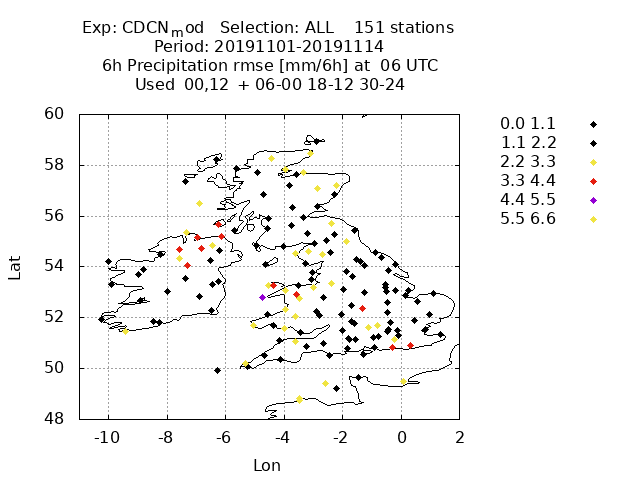 Exp: CDCNmod Selection: ALL 151 stations
Period: 20191101-20191114
6h Precipitation rmse [mm/6h] at 06 UTC
Used 00,12 + 06-00 18-12 30-24
60
58
56
54
52
50
48
Lat
-10 -8 -6 -4 -2 0 2
Lon
0.0 1.1
1.1 2.2
2.2 3.3
3.3 4.4
4.4 5.5
5.5 6.6